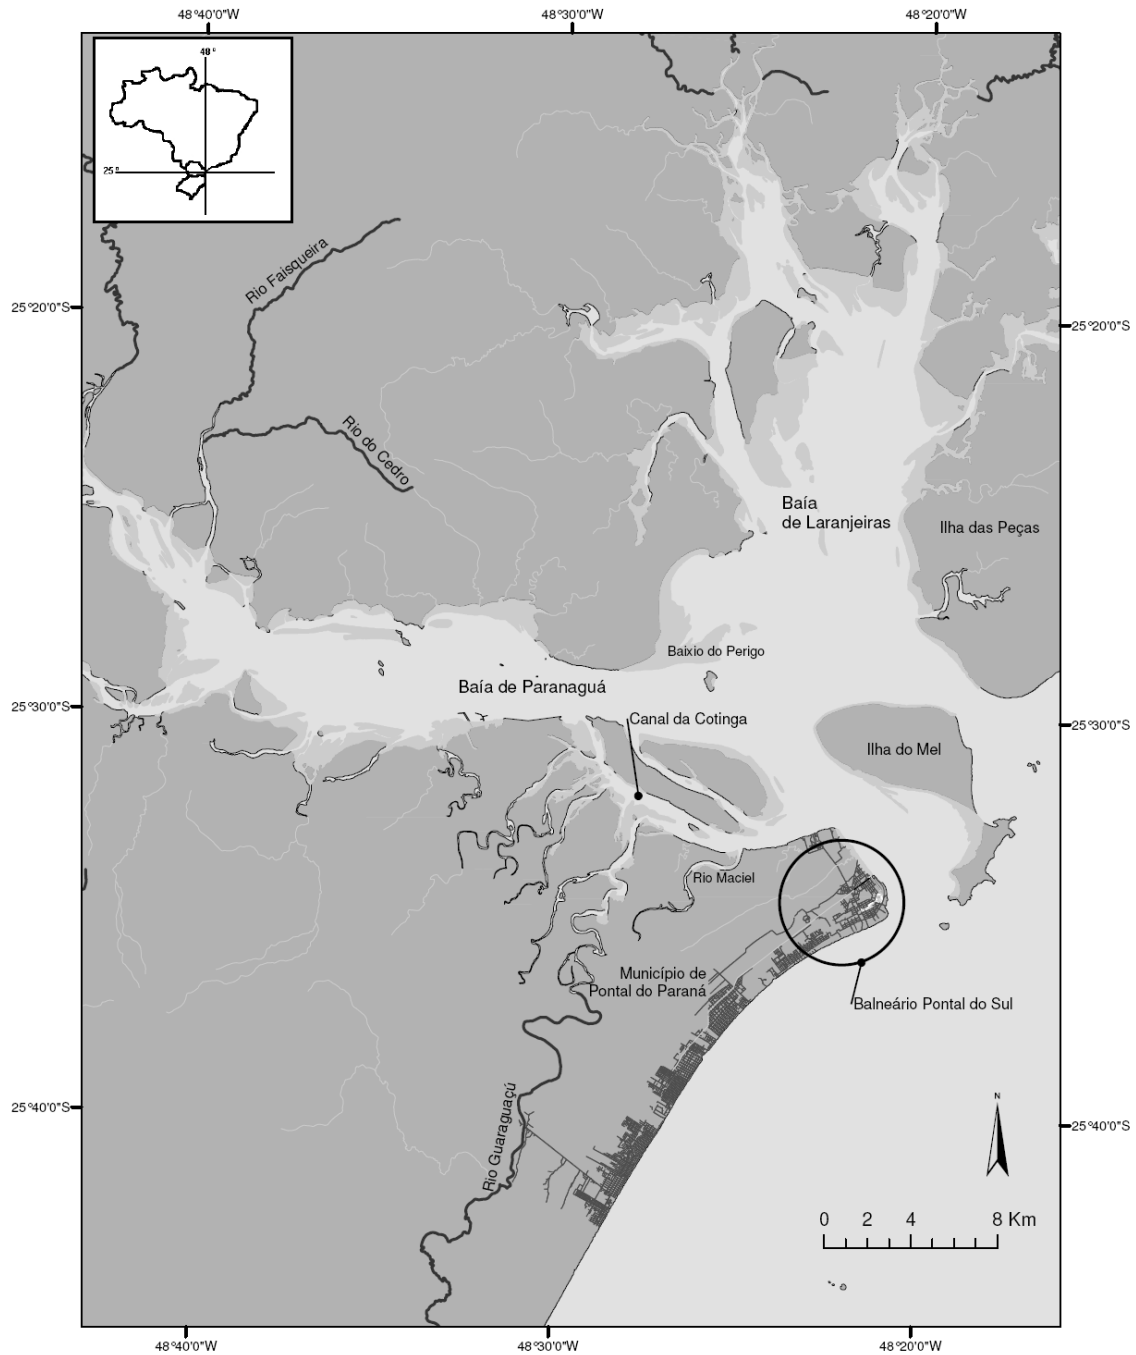 48°40'0"W
48°30'0"W
48°20'0"W
48°
25°
Rio Faisqueira
25°20'0"S
25°20'0"S
Rio do Cedro
Baía
de Laranjeiras
Ilha das Peças
Baixio do Perigo
Baía de Paranaguá
25°30'0"S
Canal da Cotinga
25°30'0"S
Ilha do Mel
Rio Maciel
Município de
Pontal do Paraná
Balneário Pontal do Sul
Rio Guaraguaçú
25°40'0"S
N
25°40'0"S
0 2 4 8 Km
48°40'0"W
48°30'0"W
48°20'0"W